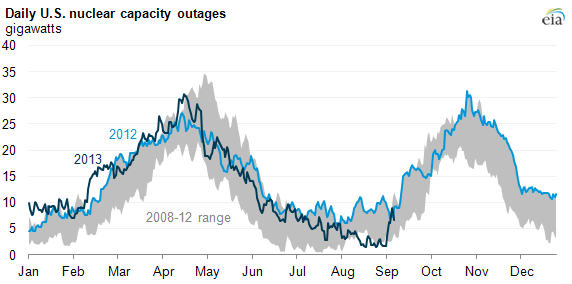 Daily U.S. nuclear capacity outages
gigawatts
eia
40
35
30
25
20
15
10
5
0
2012
2013
2008-12 range
Jan Feb Mar Apr May Jun Jul Aug Sep Oct Nov Dec